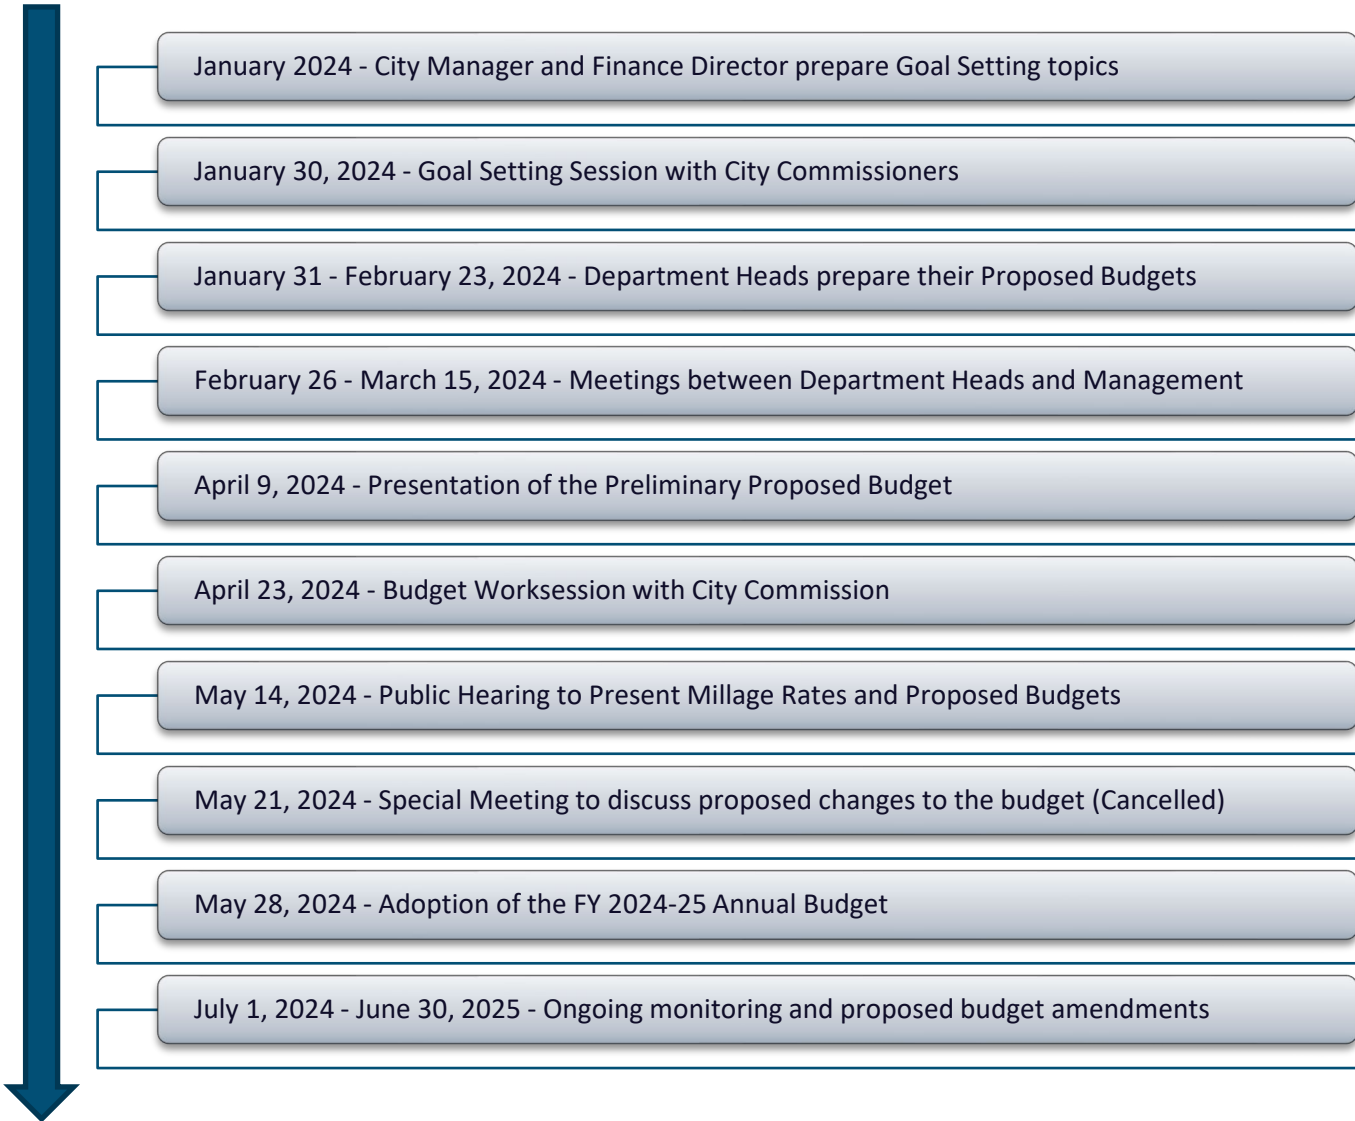 January 2024 - City Manager and Finance Director prepare Goal Setting topics
January 30, 2024 - Goal Setting Session with City Commissioners
January 31 - February 23, 2024 - Department Heads prepare their Proposed Budgets
February 26 - March 15, 2024 - Meetings between Department Heads and Management
April 9, 2024 - Presentation of the Preliminary Proposed Budget
April 23, 2024 - Budget Worksession with City Commission
May 14, 2024 - Public Hearing to Present Millage Rates and Proposed Budgets
May 21, 2024 - Special Meeting to discuss proposed changes to the budget (Cancelled)
May 28, 2024 - Adoption of the FY 2024-25 Annual Budget
July 1, 2024 - June 30, 2025 - Ongoing monitoring and proposed budget amendments